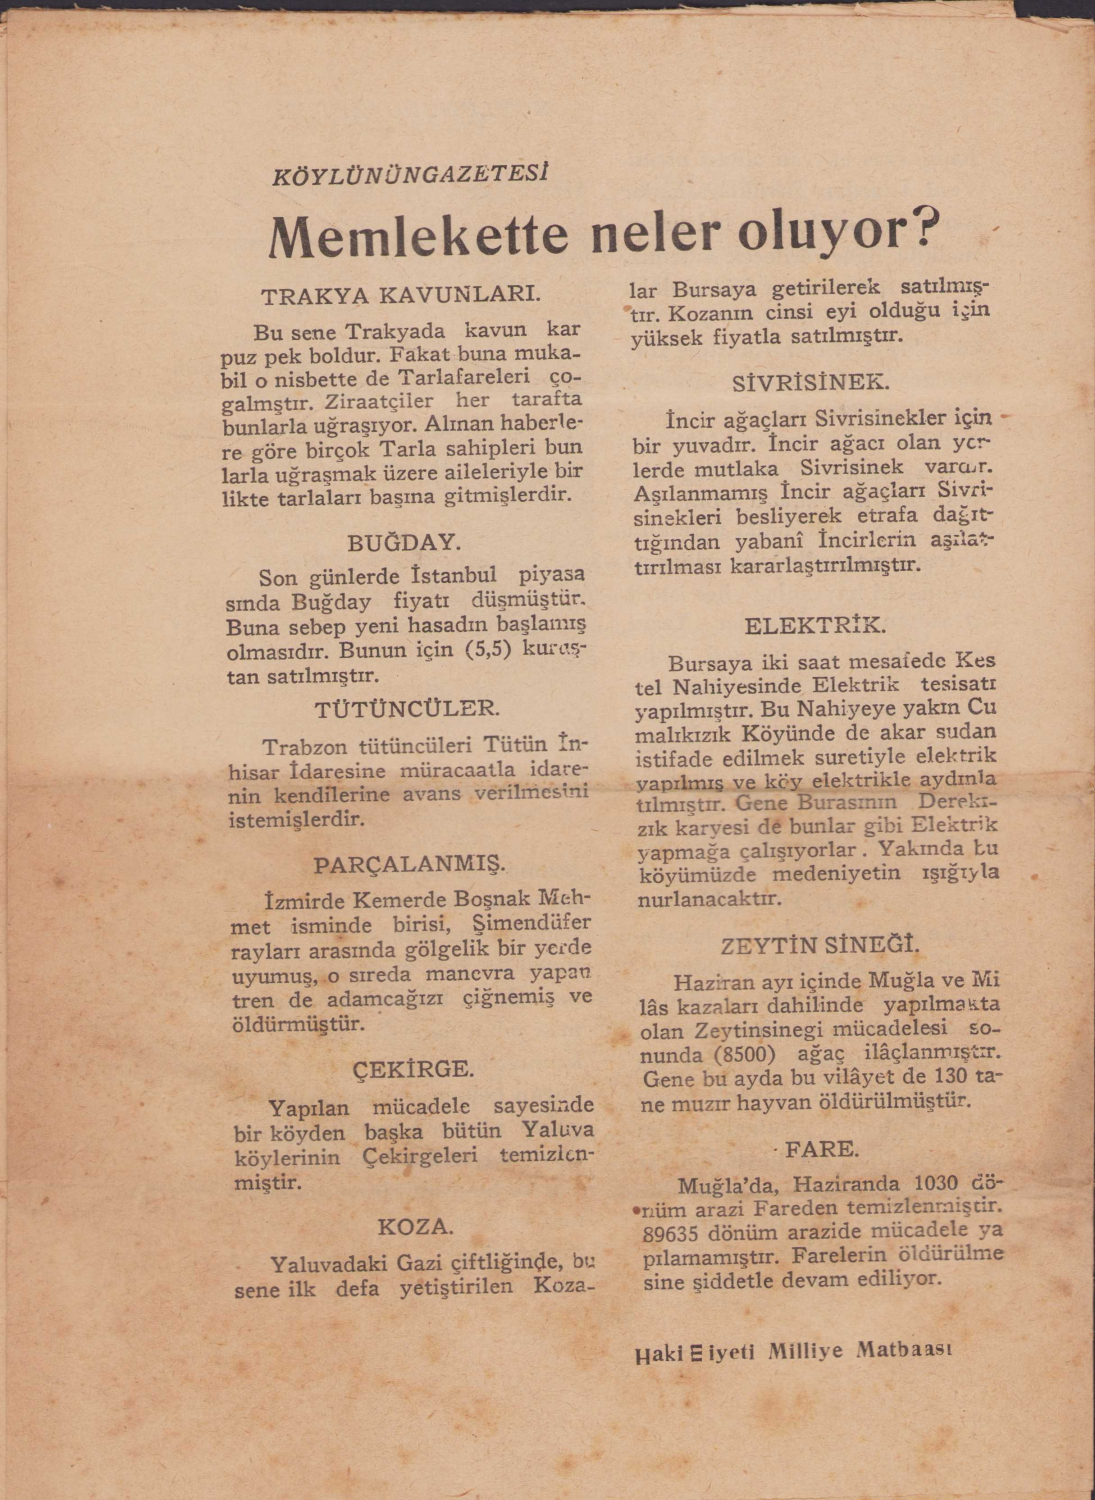 KÖYLÜNÜNGAZETESİ
Memlekette neler oluyor?
TRAKYA KAVUNLARI.
Bu sene Trakyada kavun kar
puz pek boldur. Fakat buna muka-
bil o nisbette de Tarlafareleri ço-
galmştır. Ziraatçiler her tarafta
bunlarla uğraşıyor. Alınan haberle-
re göre birçok Tarla sahipleri bun
larla uğraşmak üzere aileleriyle bir
likte tarlaları başına gitmişlerdir.
BUĞDAY.
Son günlerde İstanbul piyasa
sında Buğday fiyatı düşmüştür.
Buna sebep yeni hasadın başlamış
olmasıdır. Bunun için (5,5) kuruş-
tan satılmıştır.
TÜTÜNCÜLER.
Trabzon tütüncüleri Tütün İn-
hisar İdaresine müracaatla idare-
nin kendilerine avans verilmesini
istemişlerdir.
PARÇALANMIŞ.
İzmirde Kemerde Boşnak Meh-
met isminde birisi, Şimendüfer
rayları arasında gölgelik bir yerde
uyumuş, o sıreda manevra yapan
tren de adamcağızı çiğnemiş ve
öldürmüştür.
ÇEKİRGE.
Yapılan mücadele sayesinde
bir köyden başka bütün Yaluva
köylerinin Çekirgeleri temizlen-
miştir.
KOZA.
Yaluvadaki Gazi çiftliğinde, bu
sene ilk defa yetiştirilen Koza-
lar Bursaya getirilerek satılmış-
tır. Kozanın cinsi eyi olduğu için
yüksek fiyatla satılmıştır.
SİVRİSİNEK.
İncir ağaçları Sivrisinekler için
bir yuvadır. İncir ağacı olan yer-
lerde mutlaka Sivrisinek vardır.
Aşılanmamış İncir ağaçları Sivri-
sinekleri besliyerek etrafa dağıt-
tığından yabanî İncirlerin aşılat-
tırılması kararlaştırılmıştır.
ELEKTRİK.
Bursaya iki saat mesafede Kes
tel Nahiyesinde Elektrik tesisatı
yapılmıştır. Bu Nahiyeye yakın Cu
malıkızık Köyünde de akar sudan
istifade edilmek suretiyle elektrik
yapılmış ve köy elektrikle aydınla
tılmıştır. Gene Burasının Dereki-
zık karyesi de bunlar gibi Elektrik
yapmağa çalışıyorlar. Yakında bu
köyümüzde medeniyetin ışığıyla
nurlanacaktır.
ZEYTİN SİNEĞİ.
Haziran ayı içinde Muğla ve Mi
lâs kazaları dahilinde yapılmakta
olan Zeytinsinegi mücadelesi so-
nunda (8500) ağaç ilâçlanmıştır.
Gene bu ayda bu vilâyet de 130 ta-
ne muzır hayvan öldürülmüştür.
FARE.
Muğla'da, Haziranda 1030 dö-
nüm arazi Fareden temizlenmiştir.
89635 dönüm arazide mücadele ya
pılamamıştır. Farelerin öldürülme
sine şiddetle devam ediliyor.
Hakimiyeti Milliye Matbaası